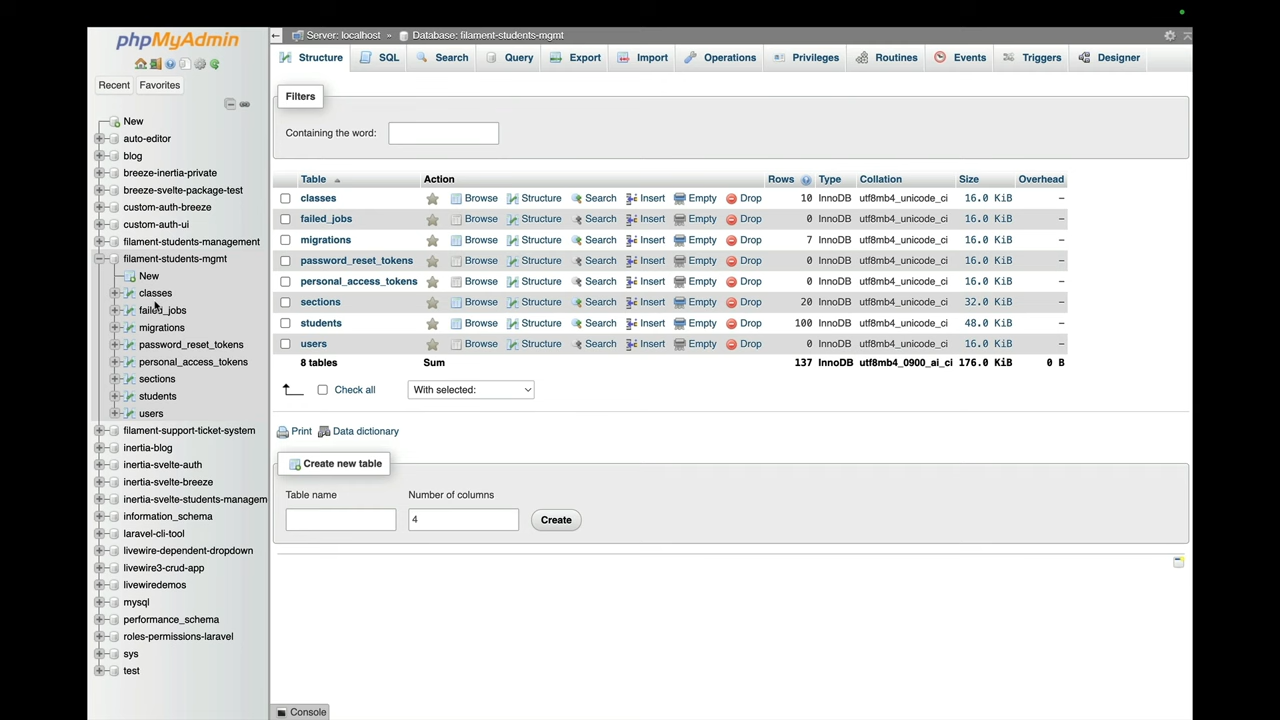 phpMyAdmin
Recent Favorites
New
auto-editor
blog
breeze-inertia-private
breeze-svelte-package-test
custom-auth-breeze
custom-auth-ui
filament-students-management
filament-students-mgmt
New
classes
failed_jobs
migrations
password_reset_tokens
personal_access_tokens
sections
students
users
filament-support-ticket-system
inertia-blog
inertia-svelte-auth
inertia-svelte-breeze
inertia-svelte-students-managem
information_schema
laravel-cli-tool
livewire-dependent-dropdown
livewire3-crud-app
livewiredemos
mysql
performance_schema
roles-permissions-laravel
sys
test
Server: localhost » Database: filament-students-mgmt
Structure SQL Search Query Export Import Operations Privileges Routines Events Triggers Designer
Filters
Containing the word:
Table Action Rows Type Collation Size Overhead
classes Browse Structure Search Insert Empty Drop 10 InnoDB utf8mb4_unicode_ci 16.0 KiB –
failed_jobs Browse Structure Search Insert Empty Drop 0 InnoDB utf8mb4_unicode_ci 16.0 KiB –
migrations Browse Structure Search Insert Empty Drop 7 InnoDB utf8mb4_unicode_ci 16.0 KiB –
password_reset_tokens Browse Structure Search Insert Empty Drop 0 InnoDB utf8mb4_unicode_ci 16.0 KiB –
personal_access_tokens Browse Structure Search Insert Empty Drop 0 InnoDB utf8mb4_unicode_ci 16.0 KiB –
sections Browse Structure Search Insert Empty Drop 20 InnoDB utf8mb4_unicode_ci 32.0 KiB –
students Browse Structure Search Insert Empty Drop 100 InnoDB utf8mb4_unicode_ci 48.0 KiB –
users Browse Structure Search Insert Empty Drop 0 InnoDB utf8mb4_unicode_ci 16.0 KiB –
8 tables Sum 137 InnoDB utf8mb4_0900_ai_ci 176.0 KiB 0 B
Check all With selected:
Print Data dictionary
Create new table
Table name Number of columns
4 Create
Console